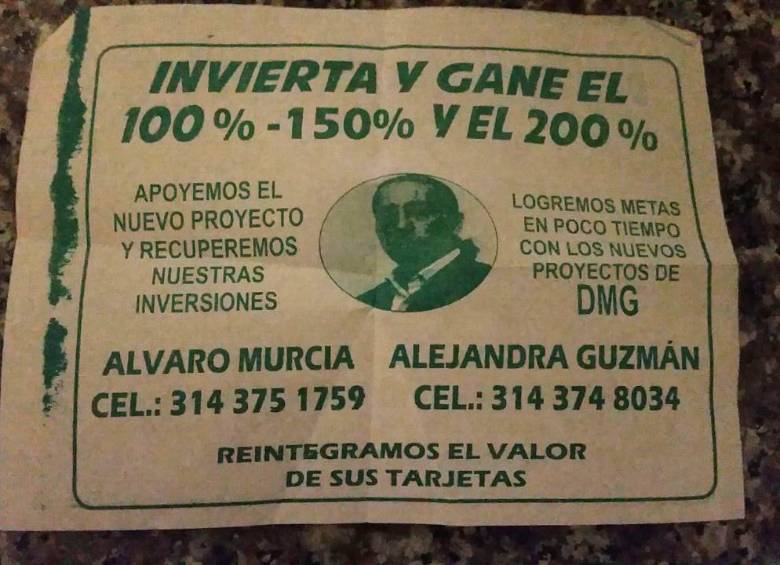 INVIERTA Y GANE EL
100 % -150% Y EL 200 %
APOYEMOS EL
NUEVO PROYECTO
Y RECUPEREMOS
NUESTRAS
INVERSIONES
LOGREMOS METAS
EN POCO TIEMPO
CON LOS NUEVOS
PROYECTOS DE
DMG
ALVARO MURCIA
CEL.: 314 375 1759
ALEJANDRA GUZMÁN
CEL.: 314 374 8034
REINTEGRAMOS EL VALOR
DE SUS TARJETAS